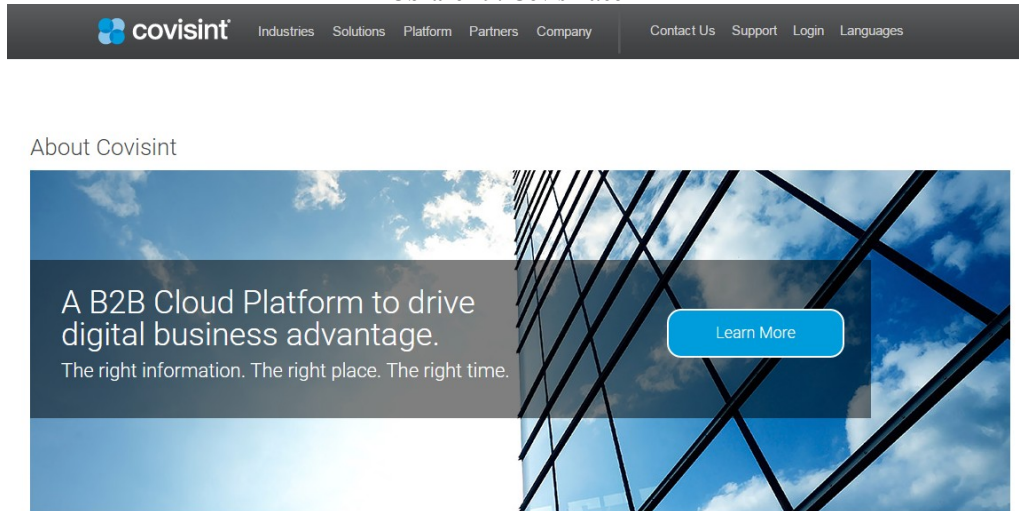 covisint
Industries Solutions Platform Partners Company Contact Us Support Login Languages
About Covisint
A B2B Cloud Platform to drive
digital business advantage.
Learn More
The right information. The right place. The right time.